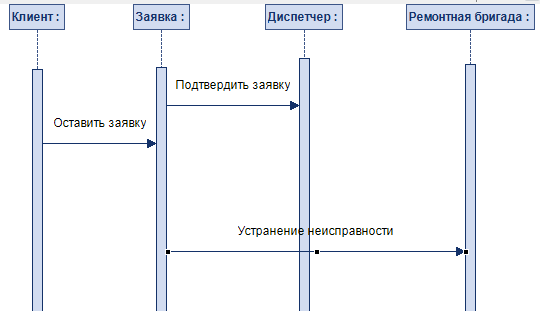 Клиент :
Заявка :
Диспетчер :
Ремонтная бригада :
Подтвердить заявку
Оставить заявку
Устранение неисправности